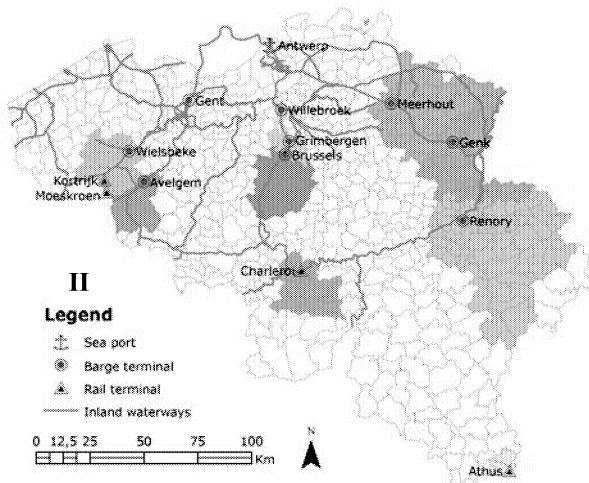 Antwerp
Gent
Willebroek
Meerhout
Grimbergen
Wielsbeke
Genk
Brussels
Kortrijk
Avelgem
Moeskroen
Renory
Charleroi
II
Legend
Sea port
Barge terminal
Rail terminal
Inland waterways
0 12,5 25 50 75 100
Km
N
Athus